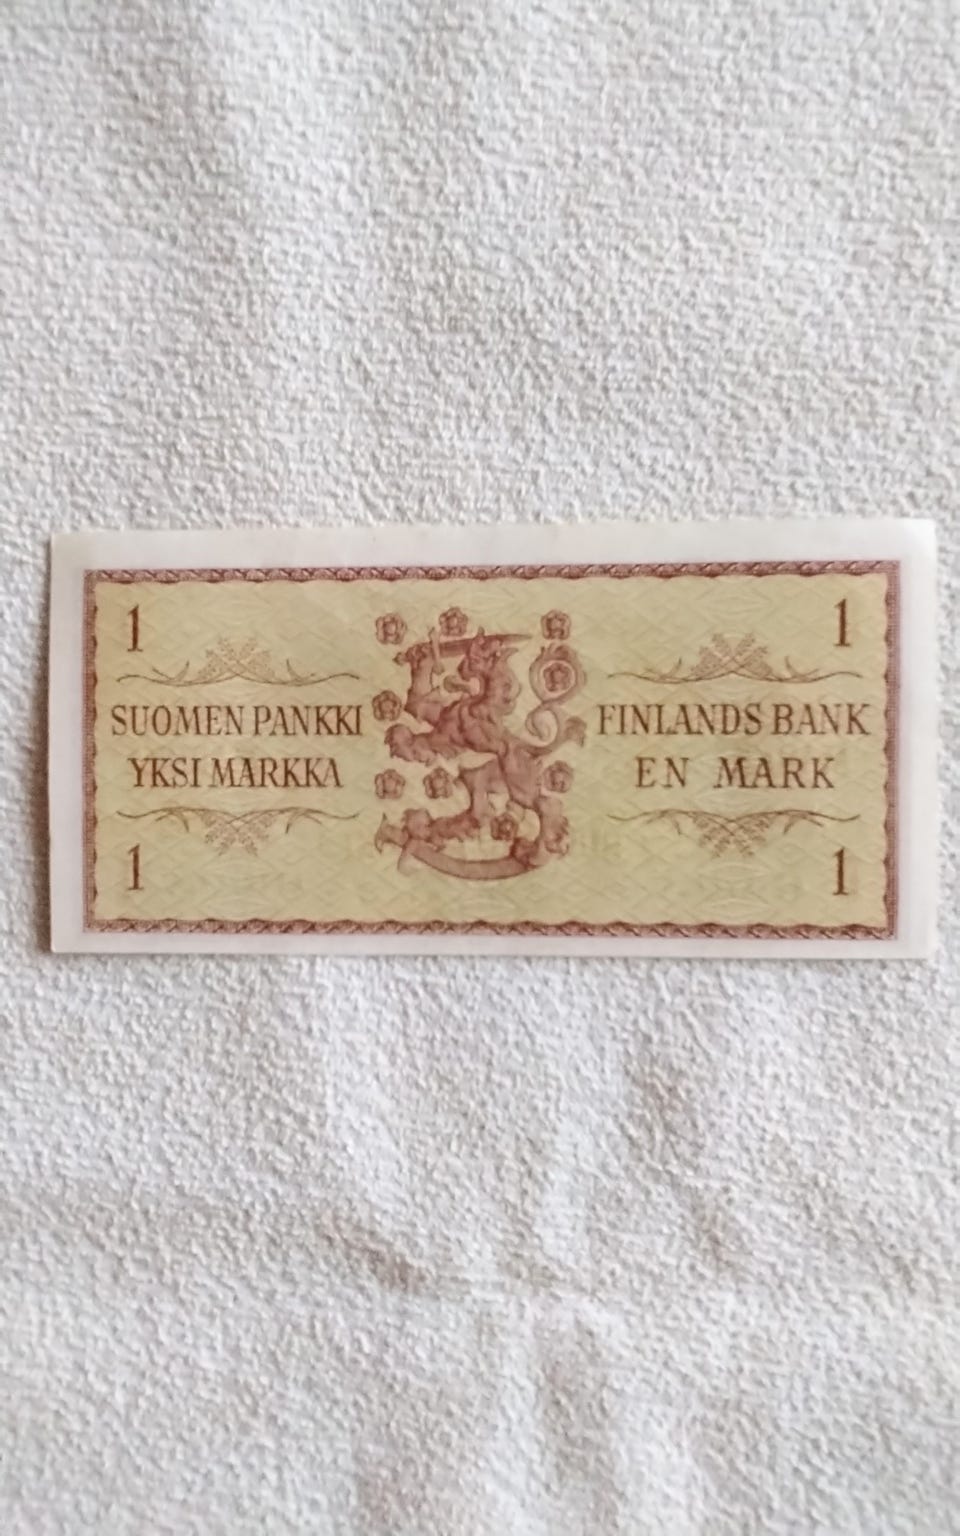 1
1
SUOMEN PANKKI
YKSI MARKKA
FINLANDS BANK
EN MARK
1
1